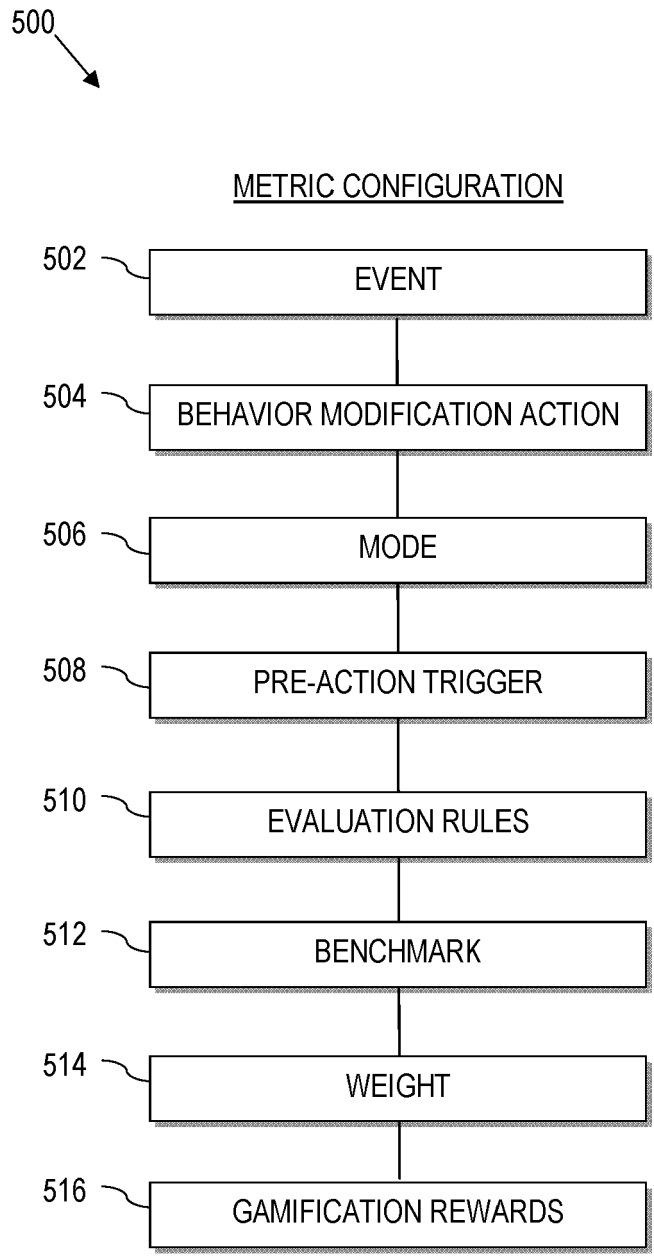 500
METRIC CONFIGURATION
502
EVENT
504
BEHAVIOR MODIFICATION ACTION
506
MODE
508
PRE-ACTION TRIGGER
510
EVALUATION RULES
512
BENCHMARK
514
WEIGHT
516
GAMIFICATION REWARDS